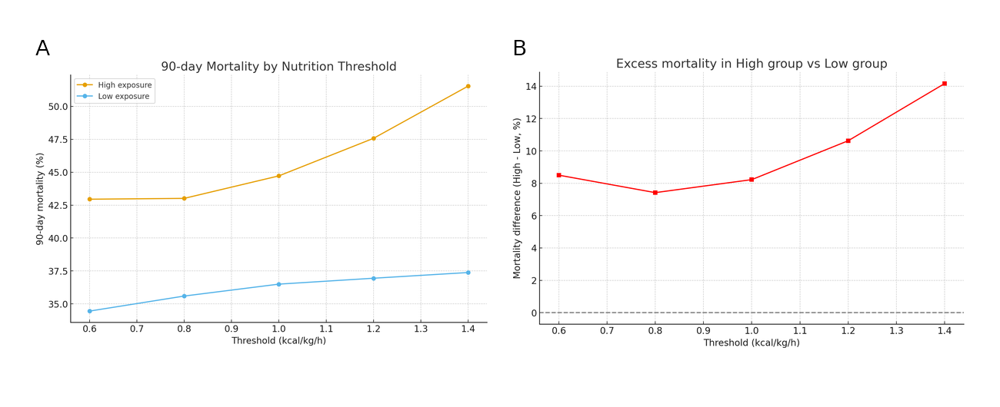 A
90-day Mortality by Nutrition Threshold
High exposure
Low exposure
90-day mortality (%)
50.0
47.5
45.0
42.5
40.0
37.5
35.0
0.6 0.7 0.8 0.9 1.0 1.1 1.2 1.3 1.4
Threshold (kcal/kg/h)
B
Excess mortality in High group vs Low group
Mortality difference (High - Low, %)
14
12
10
8
6
4
2
0
0.6 0.7 0.8 0.9 1.0 1.1 1.2 1.3 1.4
Threshold (kcal/kg/h)